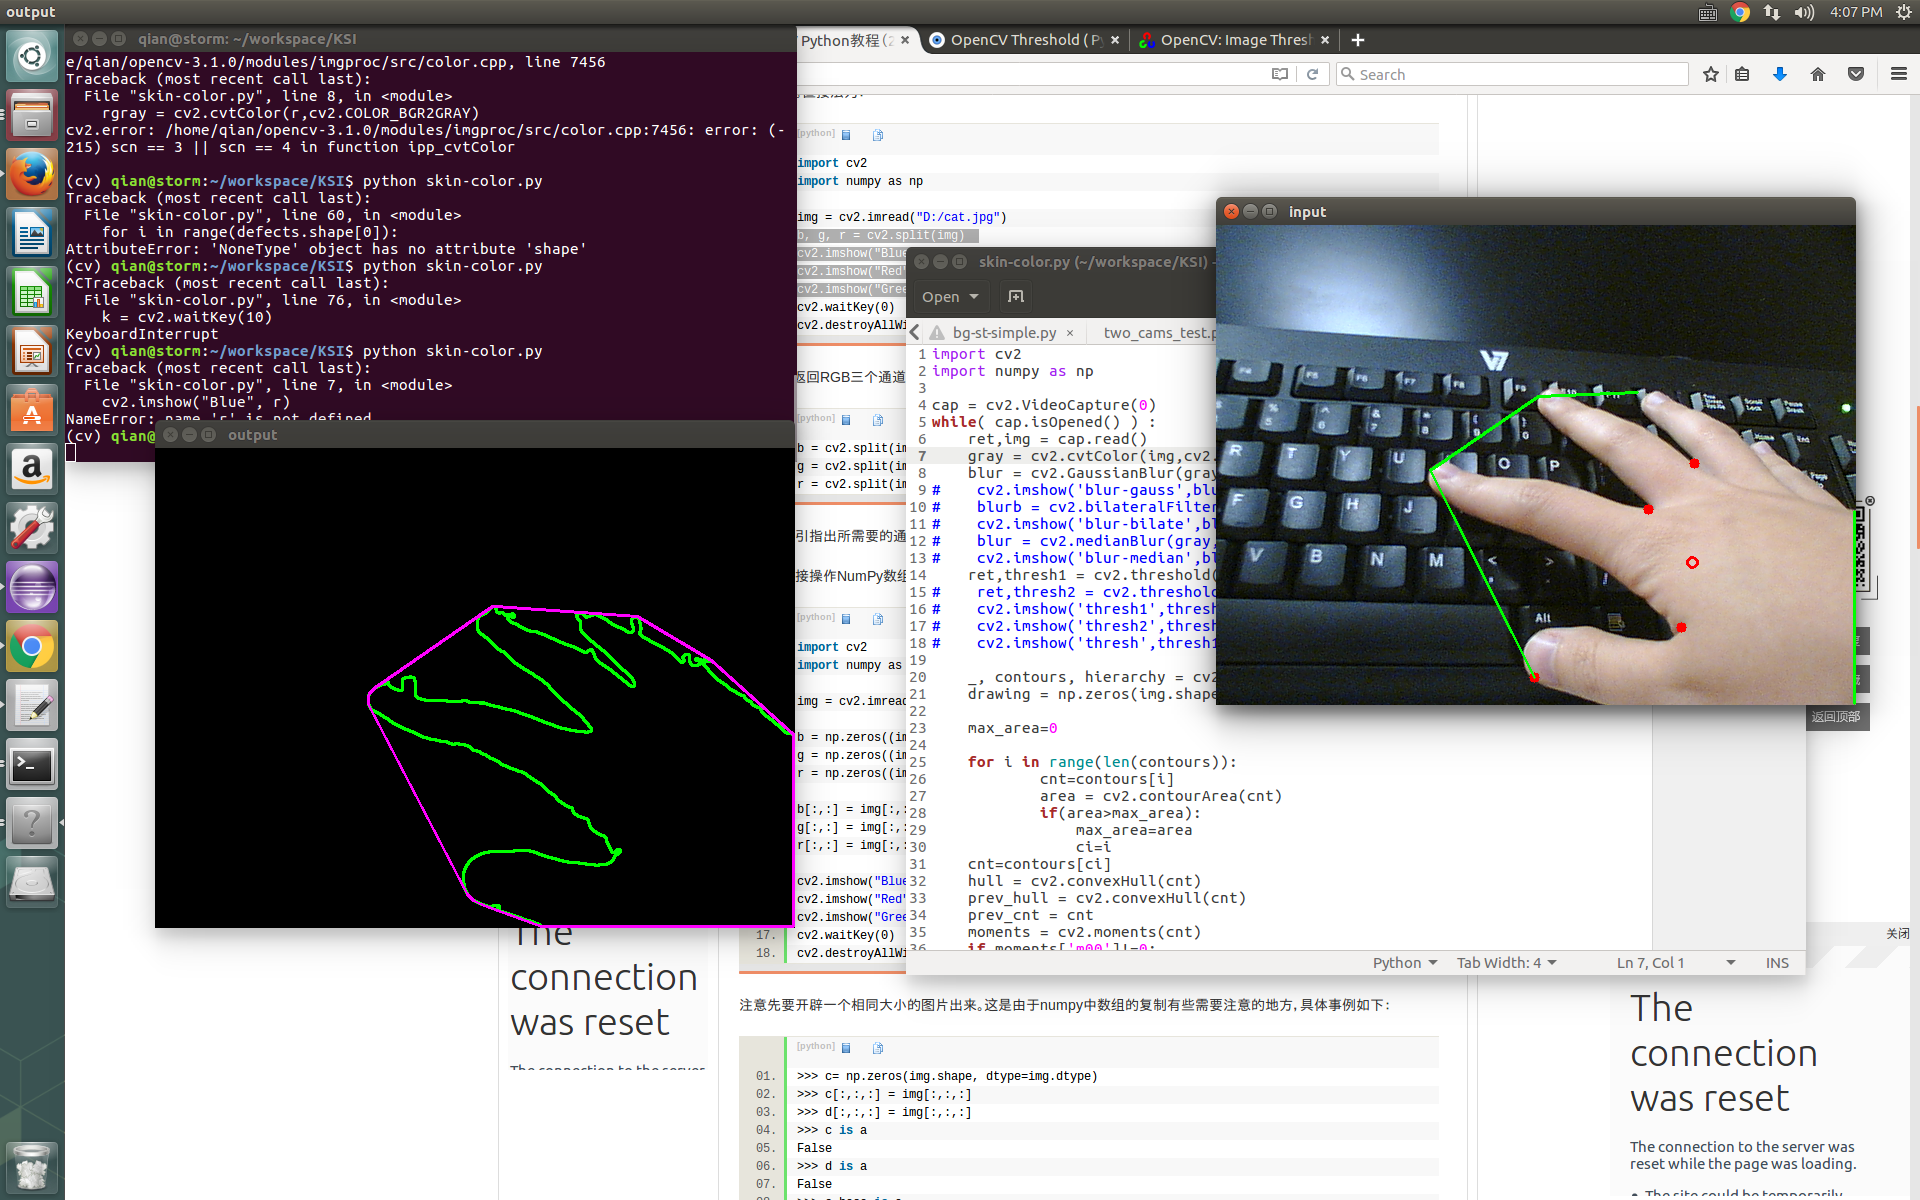 output
4:07 PM
qian@storm: ~/workspace/KSI
e/qian/opencv-3.1.0/modules/imgproc/src/color.cpp, line 7456
Traceback (most recent call last):
File "skin-color.py", line 8, in <module>
rgray = cv2.cvtColor(r,cv2.COLOR_BGR2GRAY)
cv2.error: /home/qian/opencv-3.1.0/modules/imgproc/src/color.cpp:7456: error: (-
215) scn == 3 || scn == 4 in function ipp_cvtColor
(cv) qian@storm:~/workspace/KSI$ python skin-color.py
Traceback (most recent call last):
File "skin-color.py", line 60, in <module>
for i in range(defects.shape[0]):
AttributeError: 'NoneType' object has no attribute 'shape'
(cv) qian@storm:~/workspace/KSI$ python skin-color.py
^CTraceback (most recent call last):
File "skin-color.py", line 76, in <module>
k = cv2.waitKey(10)
KeyboardInterrupt
(cv) qian@storm:~/workspace/KSI$ python skin-color.py
Traceback (most recent call last):
File "skin-color.py", line 7, in <module>
cv2.imshow("Blue", r)
NameError: name 'r' is not defined
(cv) qian@
output
Python教程(2
OpenCV Threshold ( Py
OpenCV: Image Thresh
Search
[python]
import cv2
import numpy as np
img = cv2.imread("D:/cat.jpg")
b, g, r = cv2.split(img)
cv2.imshow("Blue
cv2.imshow("Red"
cv2.imshow("Gree
cv2.waitKey(0)
cv2.destroyAllWi
返回RGB三个通道
[python]
b = cv2.split(im
g = cv2.split(im
r = cv2.split(im
引指出所需要的通
接操作NumPy数组
[python]
import cv2
import numpy as
img = cv2.imread
b = np.zeros((im
g = np.zeros((im
r = np.zeros((im
b[:,:] = img[:,:
g[:,:] = img[:,:
r[:,:] = img[:,:
cv2.imshow("Blue
cv2.imshow("Red"
cv2.imshow("Gree
17. cv2.waitKey(0)
18. cv2.destroyAllWi
注意先要开辟一个相同大小的图片出来。这是由于numpy中数组的复制有些需要注意的地方,具体事例如下:
[python]
01. >>> c= np.zeros(img.shape, dtype=img.dtype)
02. >>> c[:,:,:] = img[:,:,:]
03. >>> d[:,:,:] = img[:,:,:]
04. >>> c is a
05. False
06. >>> d is a
07. False
skin-color.py (~/workspace/KSI) -
Open
bg-st-simple.py ×
two_cams_test.p
1 import cv2
2 import numpy as np
3
4 cap = cv2.VideoCapture(0)
5 while( cap.isOpened() ) :
6 ret,img = cap.read()
7 gray = cv2.cvtColor(img,cv2.
8 blur = cv2.GaussianBlur(gray
9 # cv2.imshow('blur-gauss',blu
10 # blurb = cv2.bilateralFilter
11 # cv2.imshow('blur-bilate',bl
12 # blur = cv2.medianBlur(gray,
13 # cv2.imshow('blur-median',bl
14 ret,thresh1 = cv2.threshold(
15 # ret,thresh2 = cv2.threshold
16 # cv2.imshow('thresh1',thresh
17 # cv2.imshow('thresh2',thresh
18 # cv2.imshow('thresh',thresh1
19
20 _, contours, hierarchy = cv2
21 drawing = np.zeros(img.shape
22
23 max_area=0
24
25 for i in range(len(contours)):
26 cnt=contours[i]
27 area = cv2.contourArea(cnt)
28 if(area>max_area):
29 max_area=area
30 ci=i
31 cnt=contours[ci]
32 hull = cv2.convexHull(cnt)
33 prev_hull = cv2.convexHull(cnt)
34 prev_cnt = cnt
35 moments = cv2.moments(cnt)
36 if moments['m00']!=0:
Python
Tab Width: 4
Ln 7, Col 1
INS
input
V7
F5 F6 F7 F8 F9
R T Y U O P
F G H J
V B N M < >
Alt
返回顶部
关闭
The
connection
was reset
The connection to the server
The
connection
was reset
The connection to the server was
reset while the page was loading.
The site could be temporarily